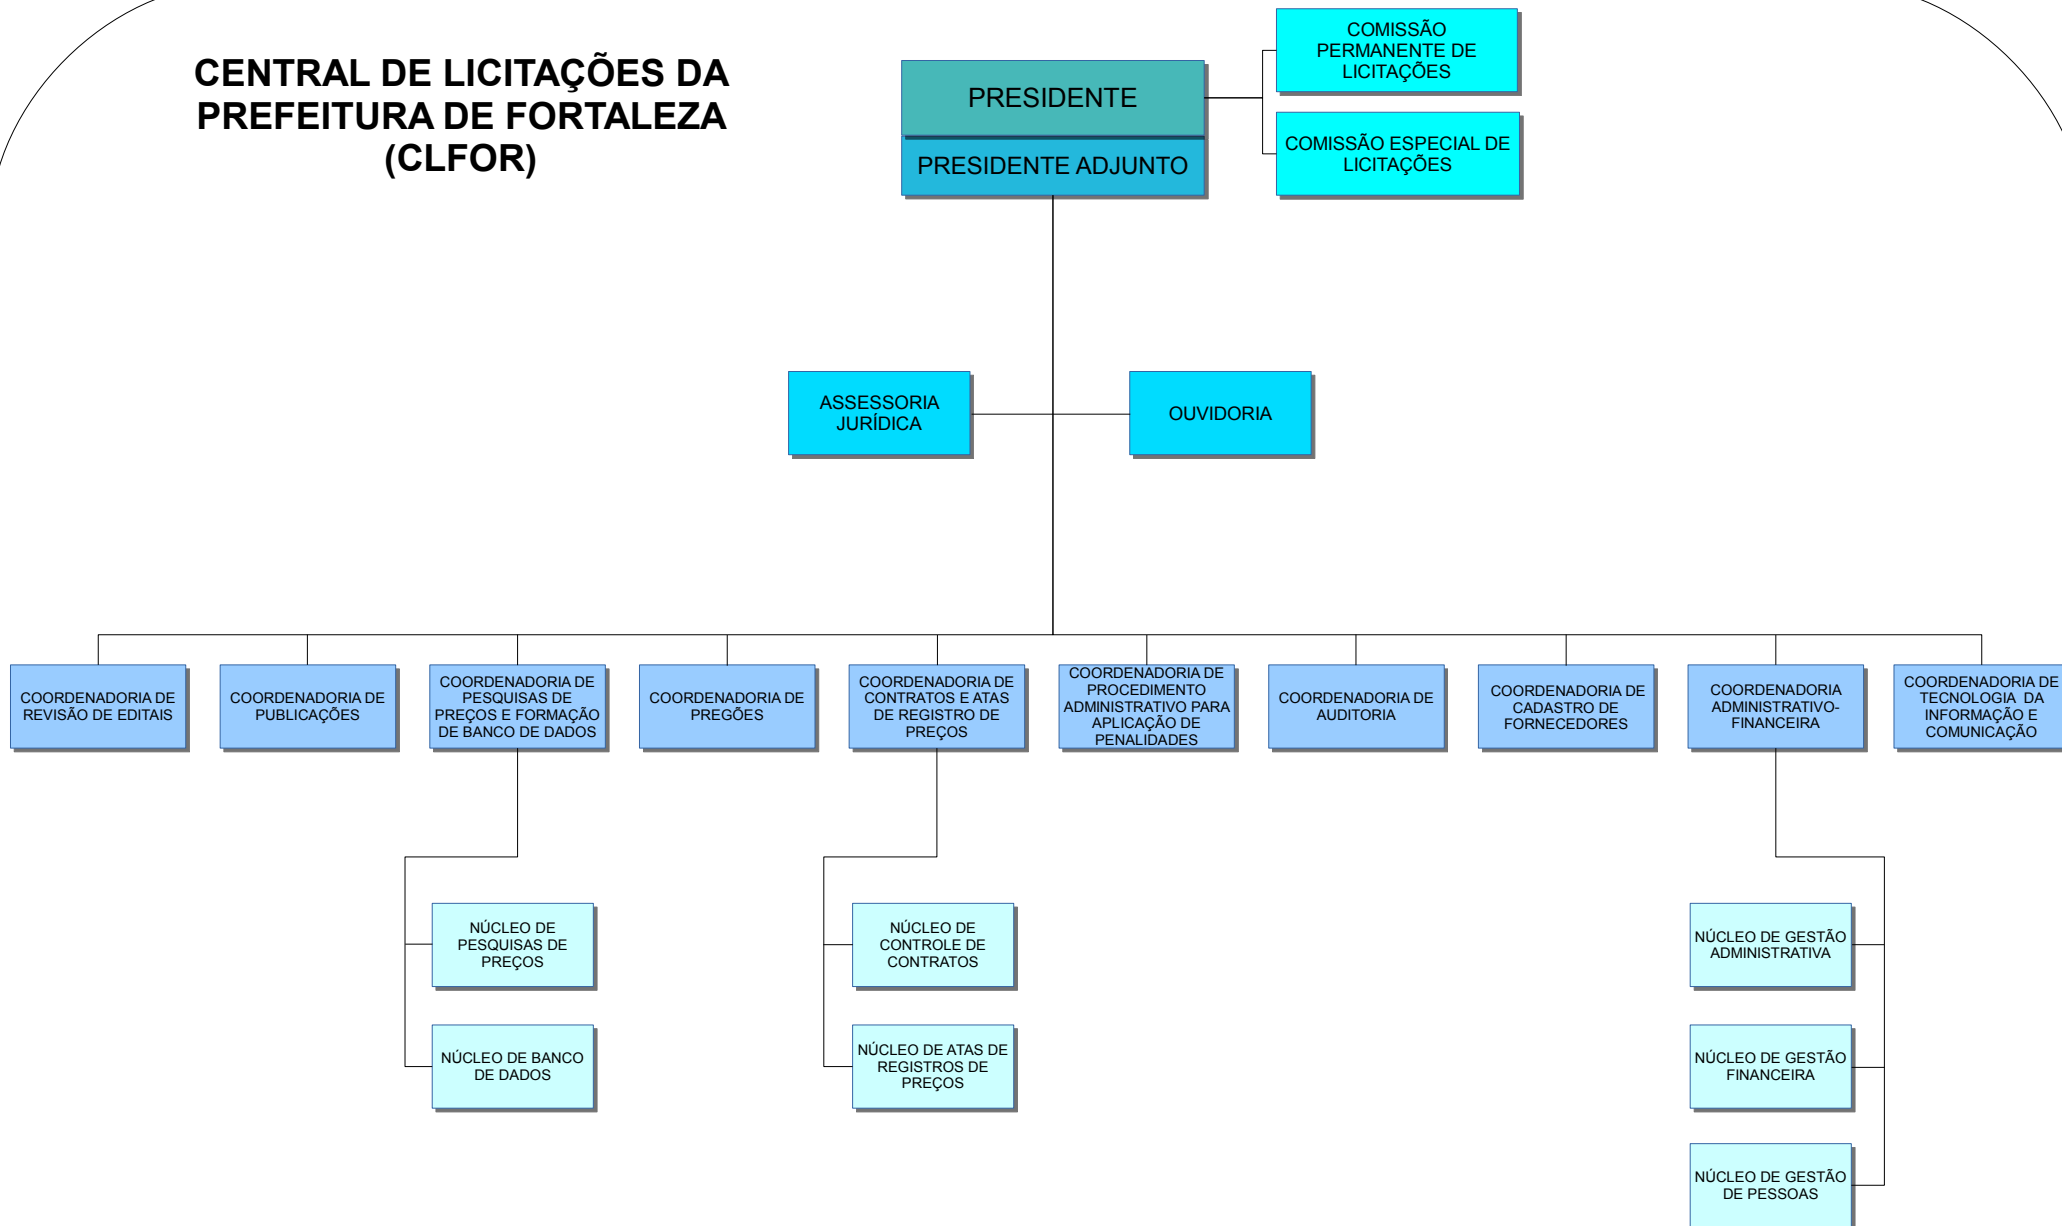 CENTRAL DE LICITAÇÕES DA
PREFEITURA DE FORTALEZA
(CLFOR)
PRESIDENTE
PRESIDENTE ADJUNTO
COMISSÃO
PERMANENTE DE
LICITAÇÕES
COMISSÃO ESPECIAL DE
LICITAÇÕES
ASSESSORIA
JURÍDICA
OUVIDORIA
COORDENADORIA DE
REVISÃO DE EDITAIS
COORDENADORIA DE
PUBLICAÇÕES
COORDENADORIA DE
PESQUISAS DE
PREÇOS E FORMAÇÃO
DE BANCO DE DADOS
COORDENADORIA DE
PREGÕES
COORDENADORIA DE
CONTRATOS E ATAS
DE REGISTRO DE
PREÇOS
COORDENADORIA DE
PROCEDIMENTO
ADMINISTRATIVO PARA
APLICAÇÃO DE
PENALIDADES
COORDENADORIA DE
AUDITORIA
COORDENADORIA DE
CADASTRO DE
FORNECEDORES
COORDENADORIA
ADMINISTRATIVO-
FINANCEIRA
COORDENADORIA DE
TECNOLOGIA DA
INFORMAÇÃO E
COMUNICAÇÃO
NÚCLEO DE
PESQUISAS DE
PREÇOS
NÚCLEO DE BANCO
DE DADOS
NÚCLEO DE
CONTROLE DE
CONTRATOS
NÚCLEO DE ATAS DE
REGISTROS DE
PREÇOS
NÚCLEO DE GESTÃO
ADMINISTRATIVA
NÚCLEO DE GESTÃO
FINANCEIRA
NÚCLEO DE GESTÃO
DE PESSOAS